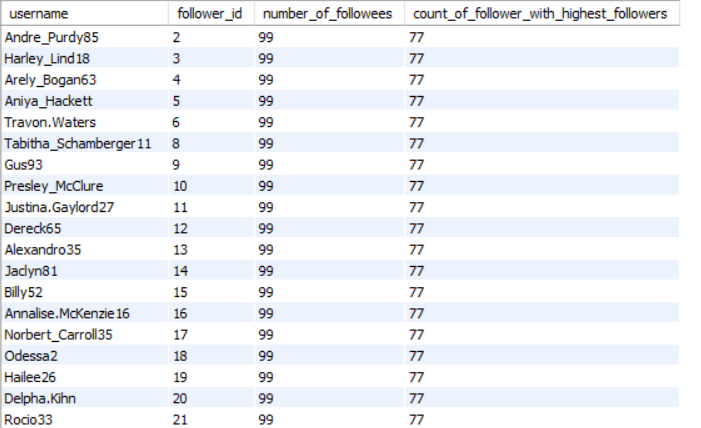 username follower_id number_of_followees count_of_follower_with_highest_followers
Andre_Purdy85 2 99 77
Harley_Lind18 3 99 77
Arely_Bogan63 4 99 77
Aniya_Hackett 5 99 77
Travon.Waters 6 99 77
Tabitha_Schamberger11 8 99 77
Gus93 9 99 77
Presley_McClure 10 99 77
Justina.Gaylord27 11 99 77
Dereck65 12 99 77
Alexandro35 13 99 77
Jaclyn81 14 99 77
Billy52 15 99 77
Annalise.McKenzie16 16 99 77
Norbert_Carroll35 17 99 77
Odessa2 18 99 77
Hailee26 19 99 77
Delpha.Kihn 20 99 77
Rocio33 21 99 77